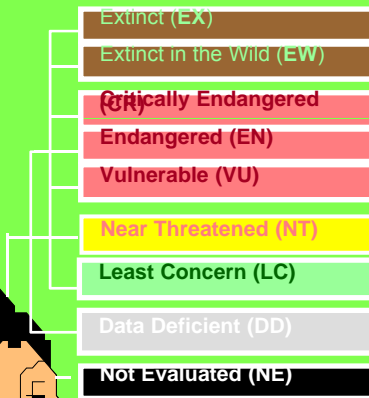 Extinct (EX)
Extinct in the Wild (EW)
Critically Endangered
(CR)
Endangered (EN)
Vulnerable (VU)
Near Threatened (NT)
Least Concern (LC)
Data Deficient (DD)
Not Evaluated (NE)